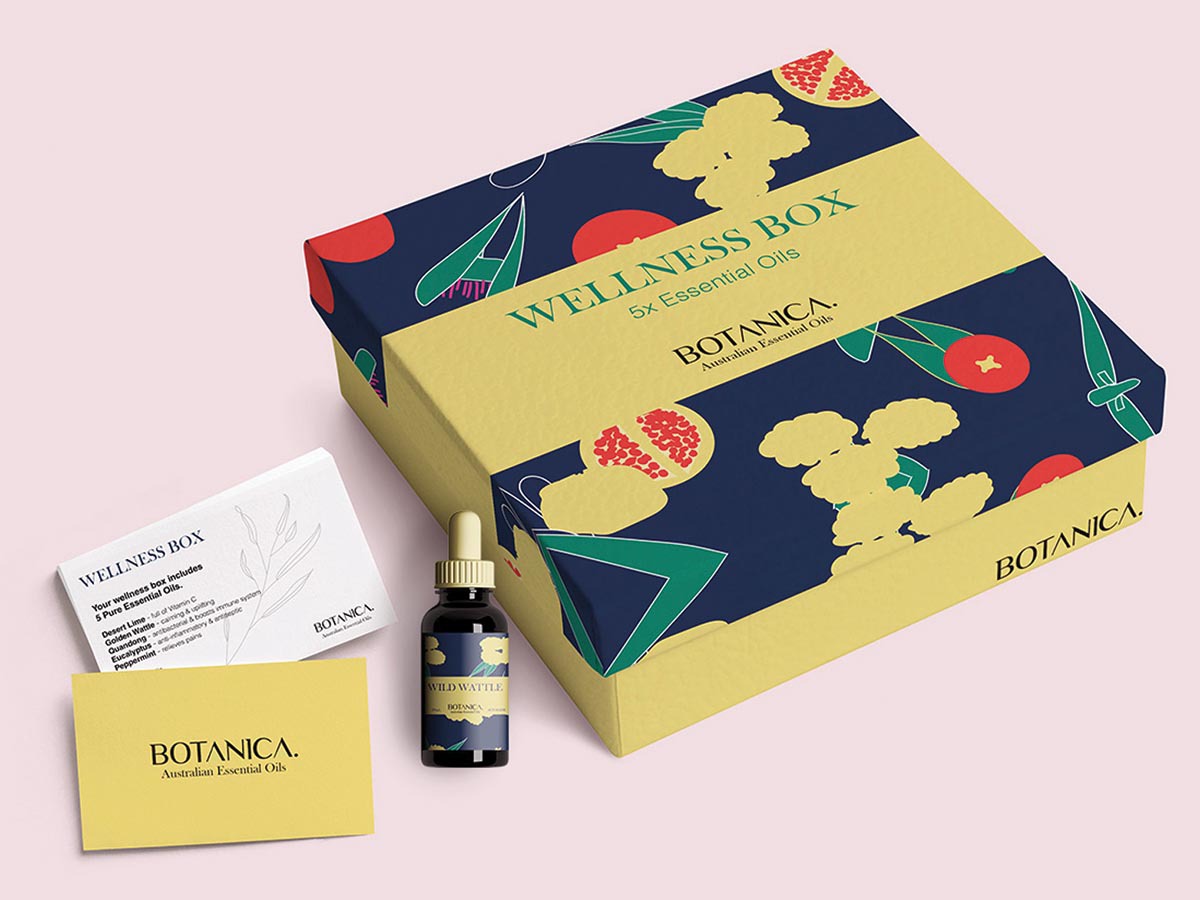 WELLNESS BOX
5x Essential Oils
BOTANICA.
Australian Essential Oils
BOTANICA.
WELLNESS BOX
Your wellness box includes
5 Pure Essential Oils.
Desert Lime - full of Vitamin C
Golden Wattle - calming & uplifting
Quandong - antibacterial & boosts immune system
Eucalyptus - anti-inflammatory & antiseptic
Peppermint - relieves pains
BOTANICA.
Australian Essential Oils
WILD WATTLE
BOTANICA.
BOTANICA.
Australian Essential Oils